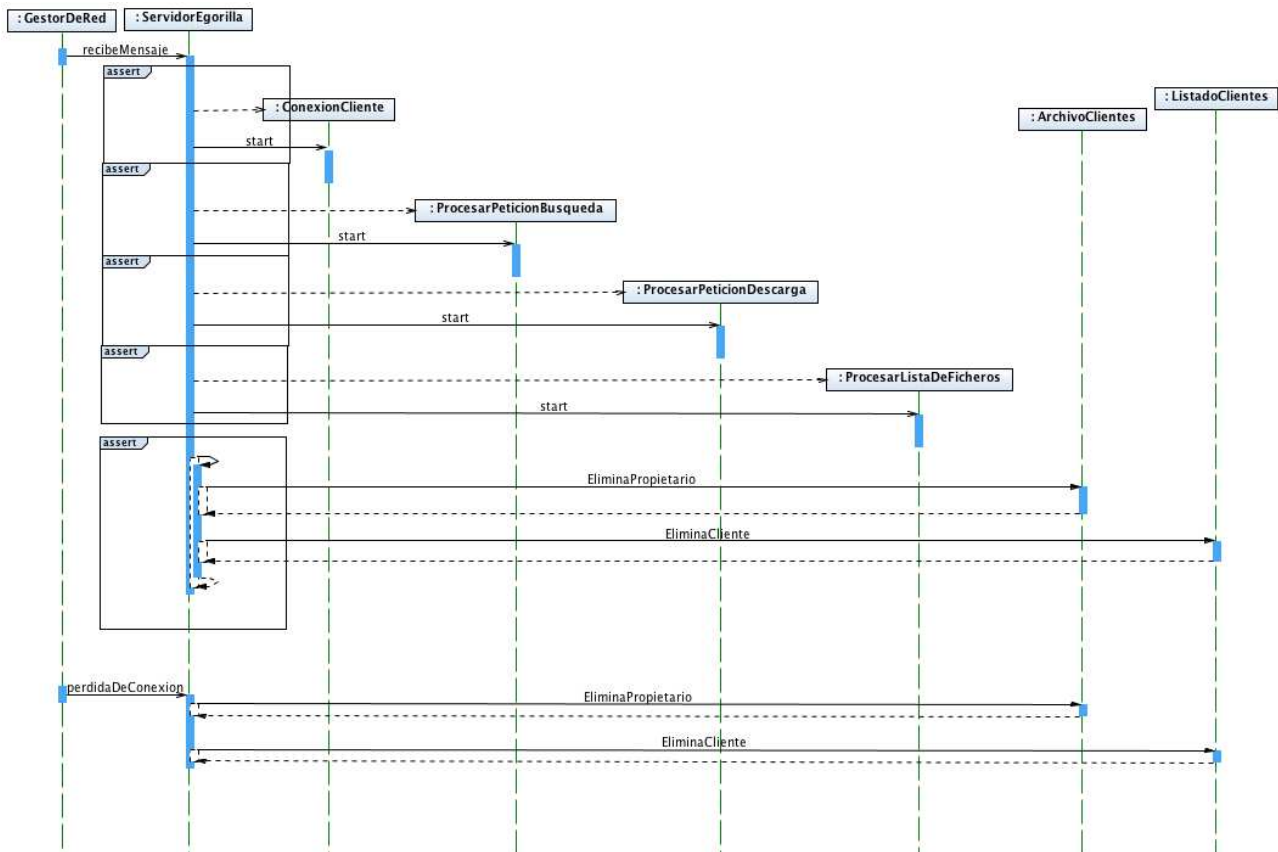 : GestorDeRed
: ServidorEgorilla
recibeMensaje
assert
: ConexionCliente
: ListadoClientes
: ArchivoClientes
start
assert
: ProcesarPeticionBusqueda
start
assert
: ProcesarPeticionDescarga
start
assert
: ProcesarListaDeFicheros
start
assert
EliminaPropietario
EliminaCliente
perdidaDeConexion
EliminaPropietario
EliminaCliente